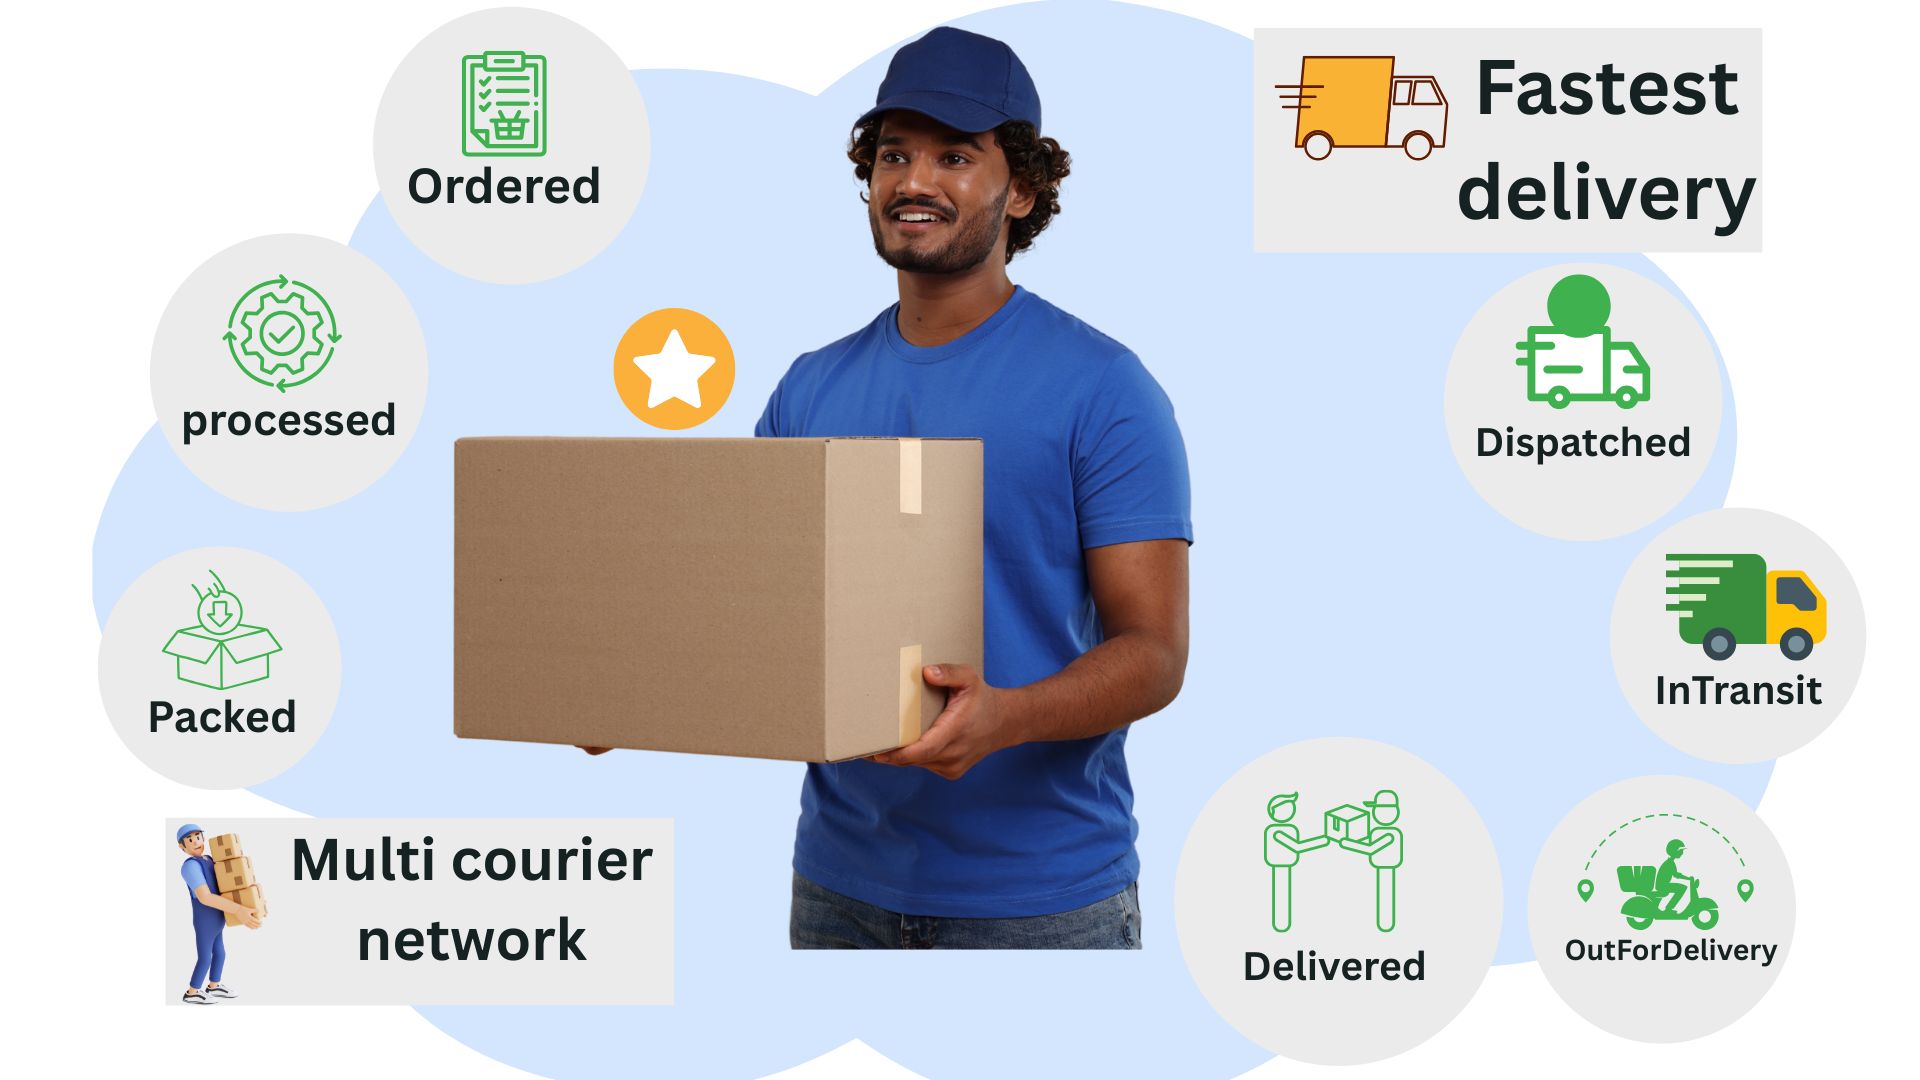 Ordered
processed
Packed
Multi courier
network
Fastest
delivery
Dispatched
InTransit
OutForDelivery
Delivered